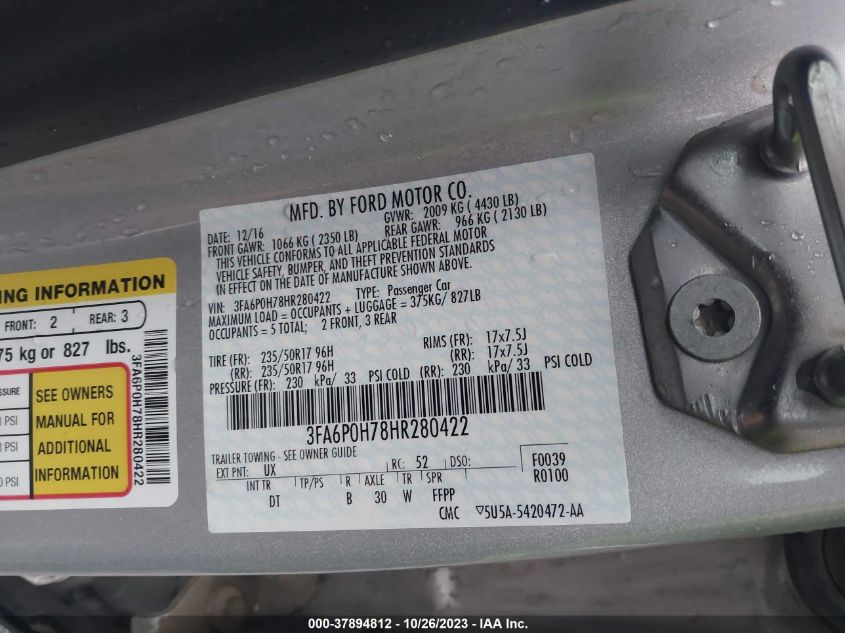 MFD. BY FORD MOTOR CO.
DATE: 12/16 GVWR: 2009 KG ( 4430 LB)
FRONT GAWR: 1066 KG ( 2350 LB) REAR GAWR: 966 KG ( 2130 LB)
THIS VEHICLE CONFORMS TO ALL APPLICABLE FEDERAL MOTOR
VEHICLE SAFETY, BUMPER, AND THEFT PREVENTION STANDARDS
IN EFFECT ON THE DATE OF MANUFACTURE SHOWN ABOVE.
VIN: 3FA6P0H78HR280422 TYPE: Passenger Car
MAXIMUM LOAD = OCCUPANTS + LUGGAGE = 375KG/ 827LB
OCCUPANTS = 5 TOTAL; 2 FRONT, 3 REAR
TIRE (FR): 235/50R17 96H RIMS (FR): 17x7.5J
(RR): 235/50R17 96H (RR): 17x7.5J
PRESSURE (FR): 230 kPa/ 33 PSI COLD (RR): 230 kPa/ 33 PSI COLD
3FA6P0H78HR280422
TRAILER TOWING - SEE OWNER GUIDE
EXT PNT: UX RC: 52 DSO: F0039
INT TR TP/PS R AXLE TR SPR R0100
DT B 30 W FFPP
CMC ▽5U5A-5420472-AA
NG INFORMATION
FRONT: 2 REAR: 3
75 kg or 827 lbs.
3FA6P0H78HR280422
SSURE
PSI
PSI
PSI
SEE OWNERS
MANUAL FOR
ADDITIONAL
INFORMATION
000-37894812 - 10/26/2023 - IAA Inc.